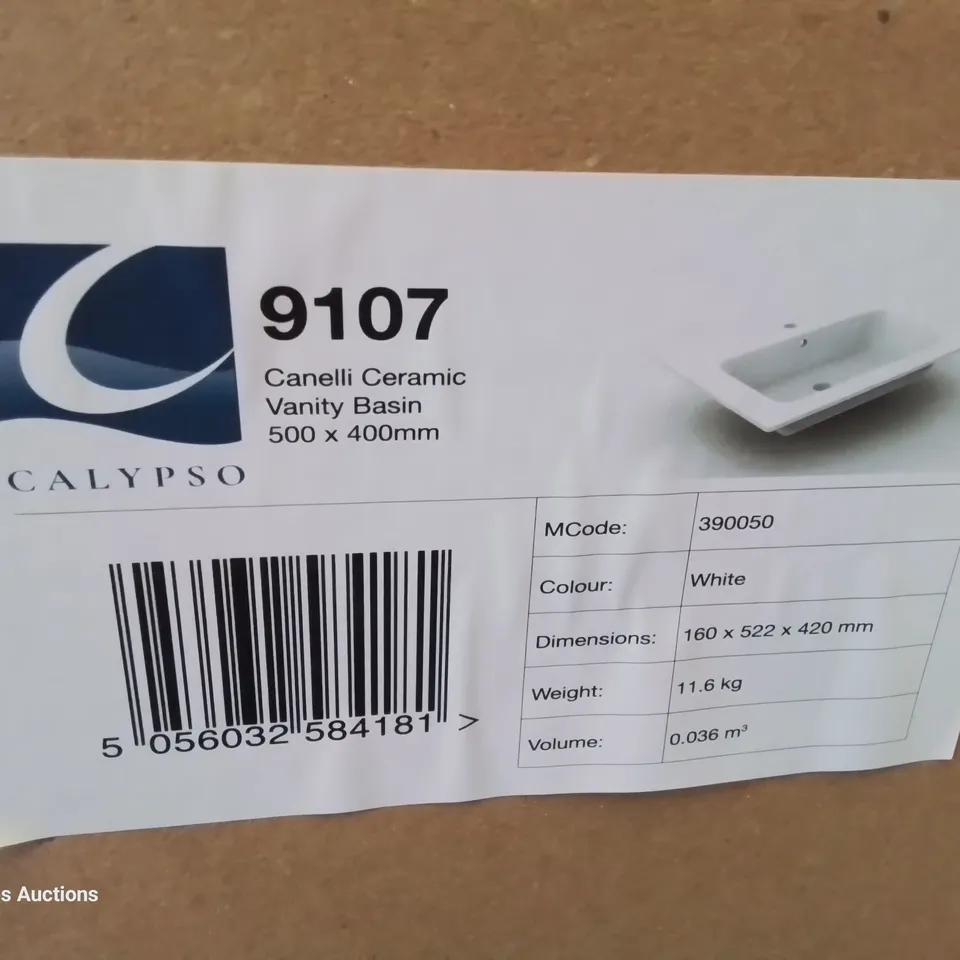 9107
Canelli Ceramic
Vanity Basin
500 x 400mm
CALYPSO
MCode: 390050
Colour: White
Dimensions: 160 x 522 x 420 mm
Weight: 11.6 kg
Volume: 0.036 m³
5 056032 584181 >
s Auctions